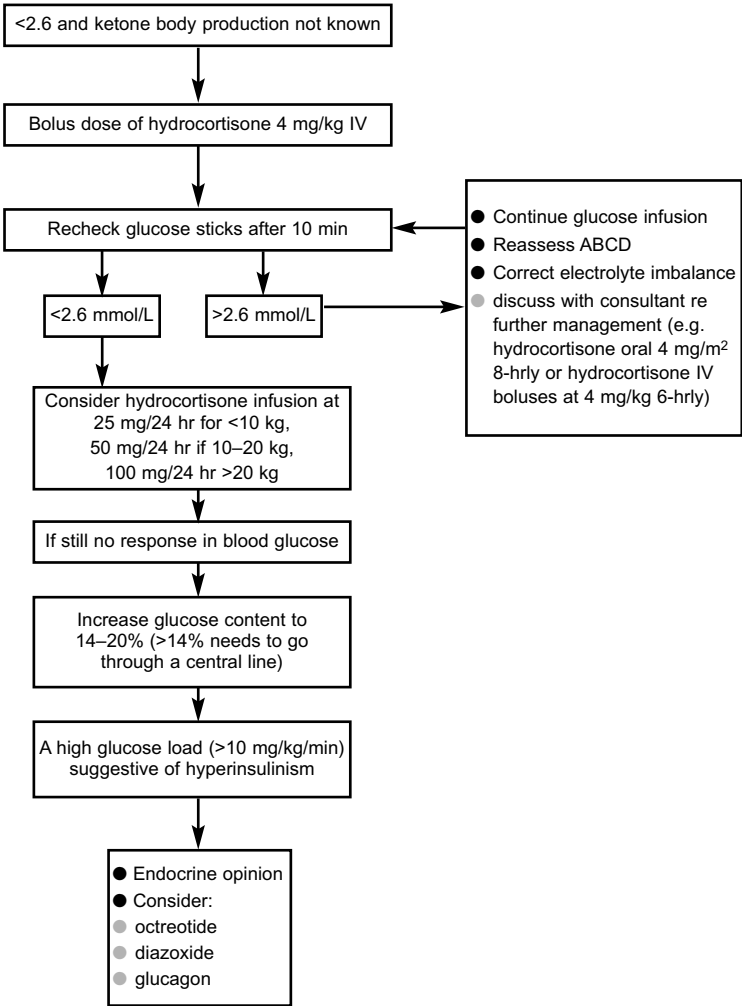 <2.6 and ketone body production not known
Bolus dose of hydrocortisone 4 mg/kg IV
Recheck glucose sticks after 10 min
● Continue glucose infusion
● Reassess ABCD
● Correct electrolyte imbalance
● discuss with consultant re
further management (e.g.
hydrocortisone oral 4 mg/m²
8-hrly or hydrocortisone IV
boluses at 4 mg/kg 6-hrly)
<2.6 mmol/L
>2.6 mmol/L
Consider hydrocortisone infusion at
25 mg/24 hr for <10 kg,
50 mg/24 hr if 10–20 kg,
100 mg/24 hr >20 kg
If still no response in blood glucose
Increase glucose content to
14–20% (>14% needs to go
through a central line)
A high glucose load (>10 mg/kg/min)
suggestive of hyperinsulinism
● Endocrine opinion
● Consider:
● octreotide
● diazoxide
● glucagon